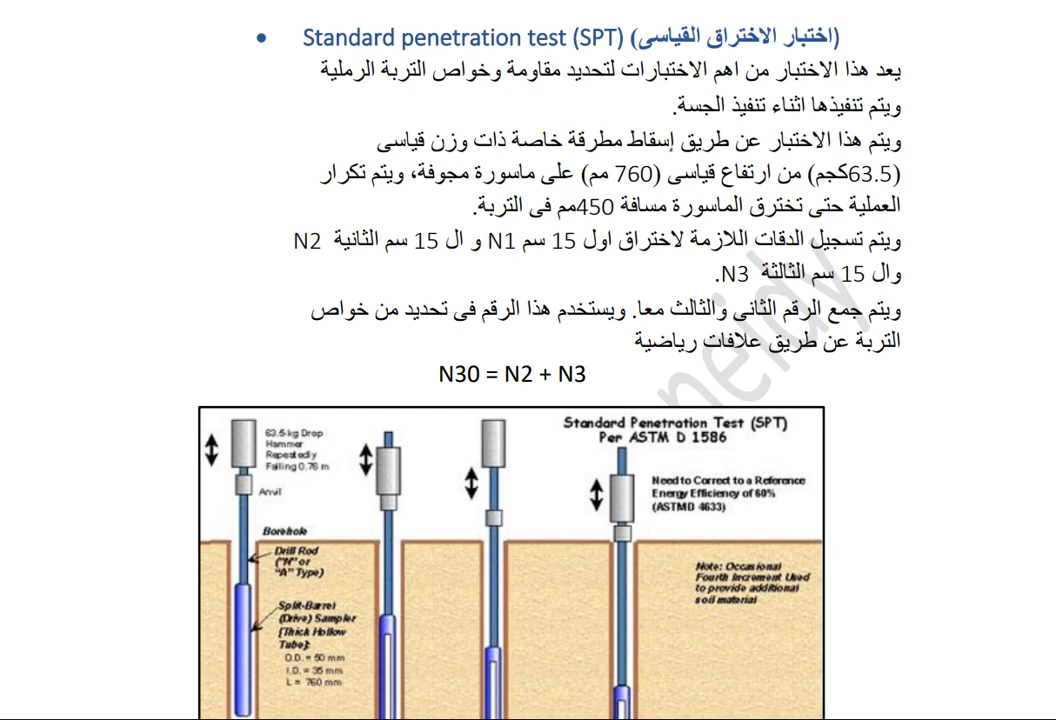 • Standard penetration test (SPT) (اختبار الاختراق القياسى)
يعد هذا الاختبار من اهم الاختبارات لتحديد مقاومة وخواص التربة الرملية
ويتم تنفيذها اثناء تنفيذ الجسة.
ويتم هذا الاختبار عن طريق إسقاط مطرقة خاصة ذات وزن قياسى
(63.5كجم) من ارتفاع قياسى (760 مم) على ماسورة مجوفة، ويتم تكرار
العملية حتى تخترق الماسورة مسافة 450مم فى التربة.
ويتم تسجيل الدقات اللازمة لاختراق اول 15 سم N1 و ال 15 سم الثانية N2
وال 15 سم الثالثة N3.
ويتم جمع الرقم الثانى والثالث معا. ويستخدم هذا الرقم فى تحديد من خواص
التربة عن طريق علافات رياضية
N30 = N2 + N3
Standard Penetration Test (SPT)
Per ASTM D 1586
63.5-kg Drop
Hammer
Repeatedly
Falling 0.76 m
Anvil
Need to Correct to a Reference
Energy Efficiency of 60%
(ASTMD 4633)
Borehole
Drill Rod
("N" or
"A" Type)
Split-Barrel
(Drive) Sampler
[Thick Hollow
Tube]:
O.D. = 50 mm
I.D. = 35 mm
L = 760 mm
Note: Occasional
Fourth Increment Used
to provide additional
soil material